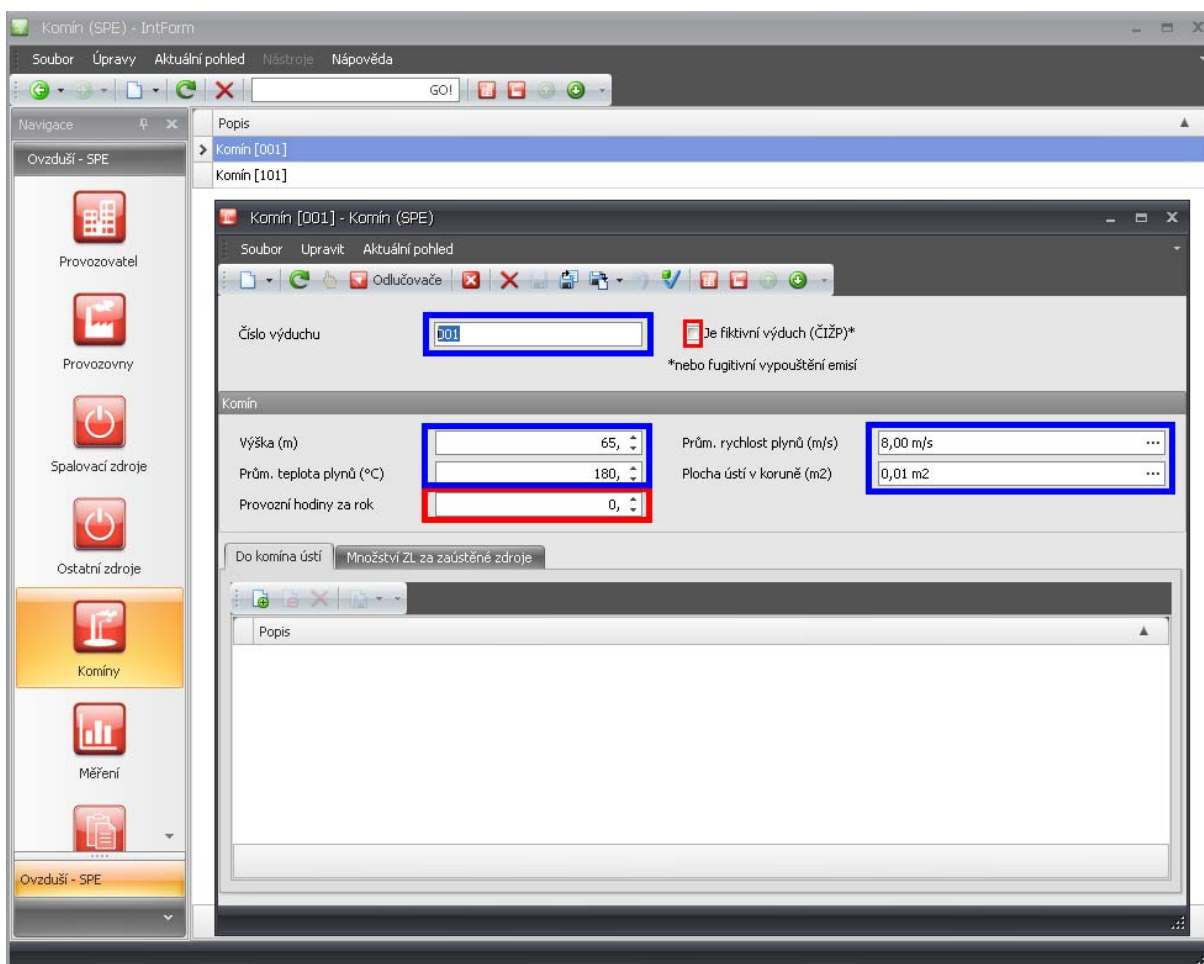 Komín (SPE) - IntForm
Soubor Úpravy Aktuální pohled Nástroje Nápověda
GO!
Navigace
Popis
Ovzduší - SPE
Komín [001]
Komín [101]
Provozovatel
Provozovny
Spalovací zdroje
Ostatní zdroje
Komíny
Měření
Ovzduší - SPE
Komín [001] - Komín (SPE)
Soubor Upravit Aktuální pohled
Odlučovače
Číslo výduchu 001 Je fiktivní výduch (ČIŽP)*
*nebo fugitivní vypouštění emisí
Komín
Výška (m) 65, Prům. rychlost plynů (m/s) 8,00 m/s ...
Prům. teplota plynů (°C) 180, Plocha ústí v koruně (m2) 0,01 m2 ...
Provozní hodiny za rok 0,
Do komína ústí Množství ZL za zaústěné zdroje
Popis